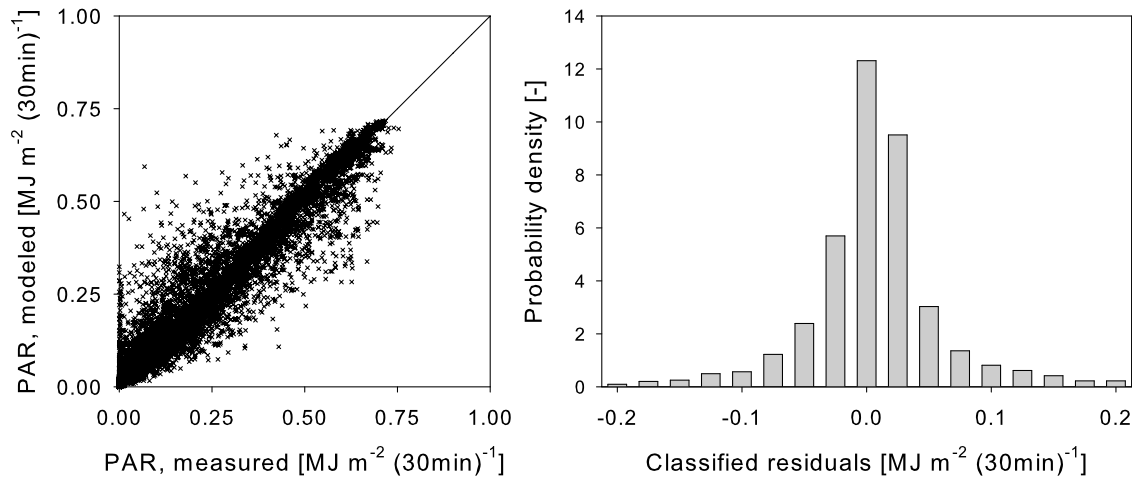 PAR, modeled [MJ m-2 (30min)-1]
1.00
0.75
0.50
0.25
0.00
0.00 0.25 0.50 0.75 1.00
PAR, measured [MJ m-2 (30min)-1]
Probability density [-]
14
12
10
8
6
4
2
0
-0.2 -0.1 0.0 0.1 0.2
Classified residuals [MJ m-2 (30min)-1]